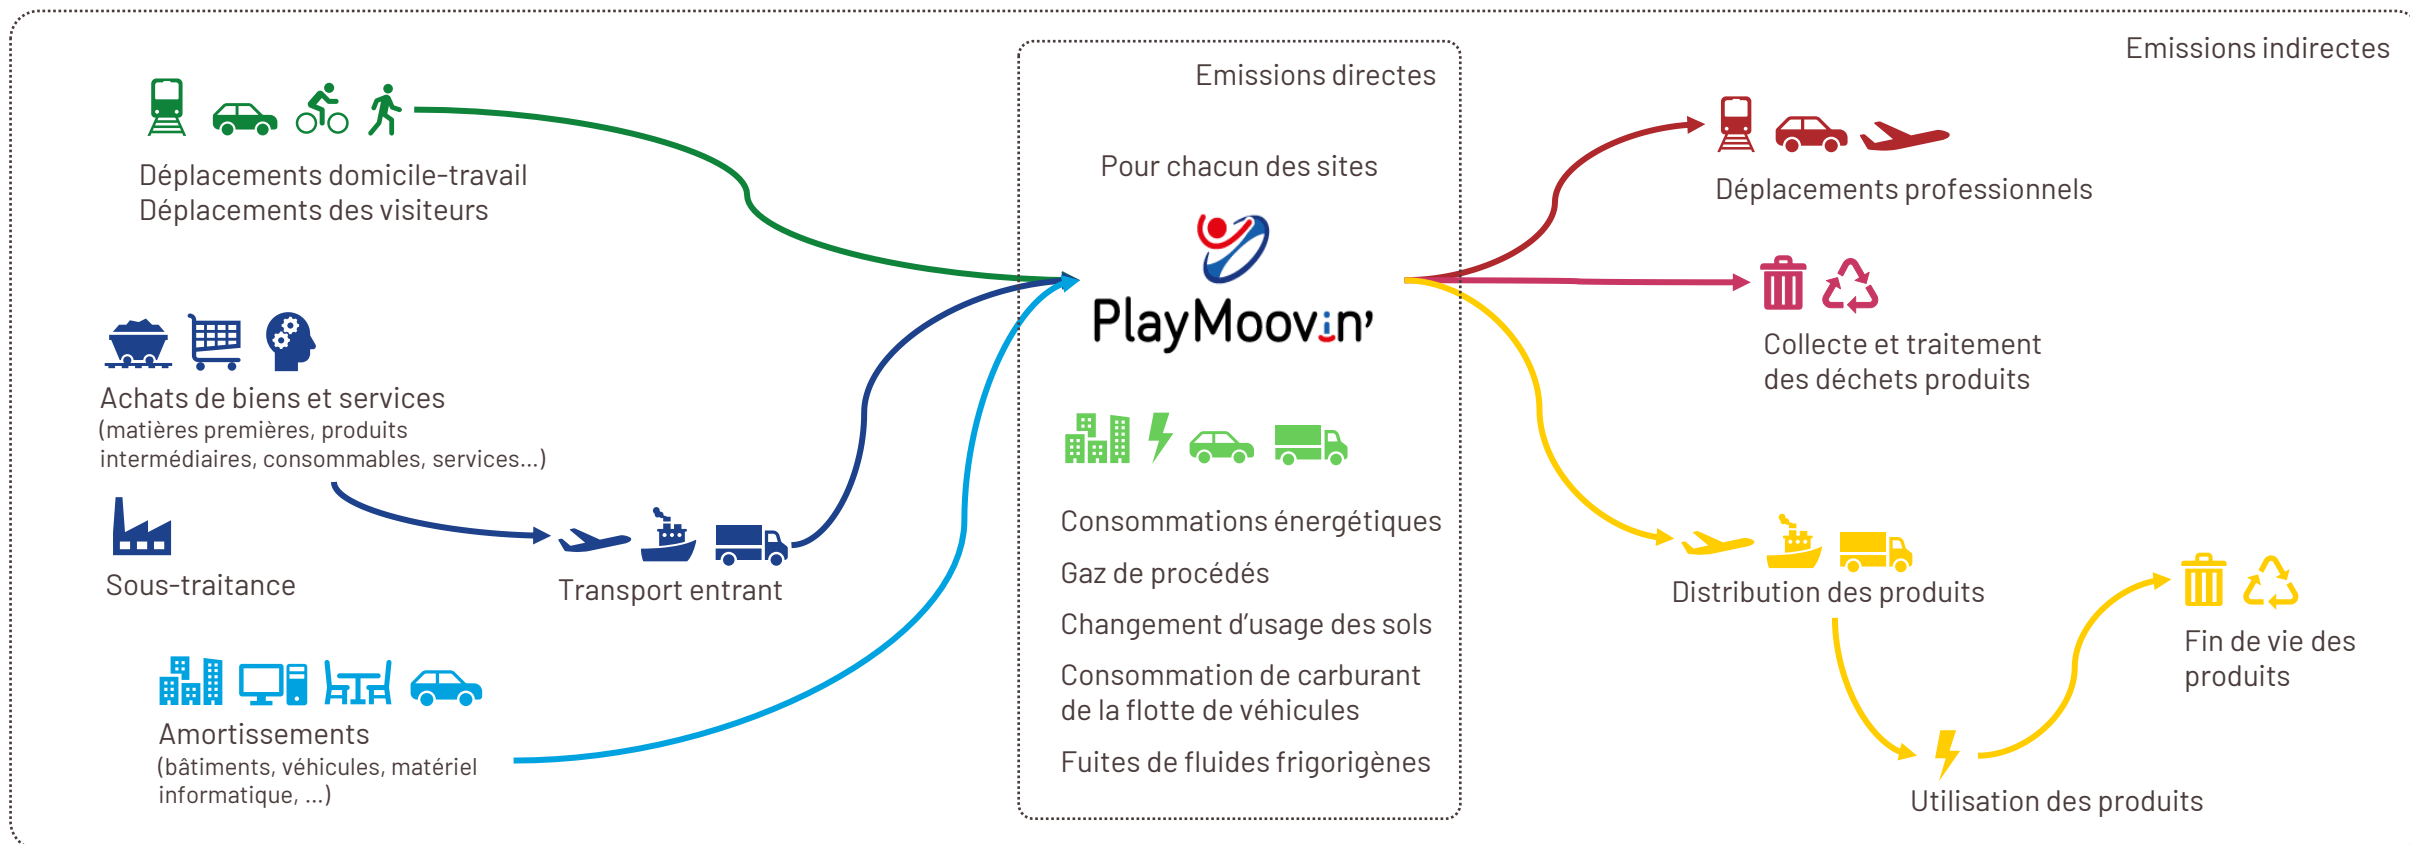 Emissions indirectes
Emissions directes
Déplacements domicile-travail
Déplacements des visiteurs
Achats de biens et services
(matières premières, produits
intermédiaires, consommables, services...)
Sous-traitance
Transport entrant
Amortissements
(bâtiments, véhicules, matériel
informatique, ...)
Pour chacun des sites
PlayMoovin’
Consommations énergétiques
Gaz de procédés
Changement d’usage des sols
Consommation de carburant
de la flotte de véhicules
Fuites de fluides frigorigènes
Déplacements professionnels
Collecte et traitement
des déchets produits
Distribution des produits
Utilisation des produits
Fin de vie des
produits